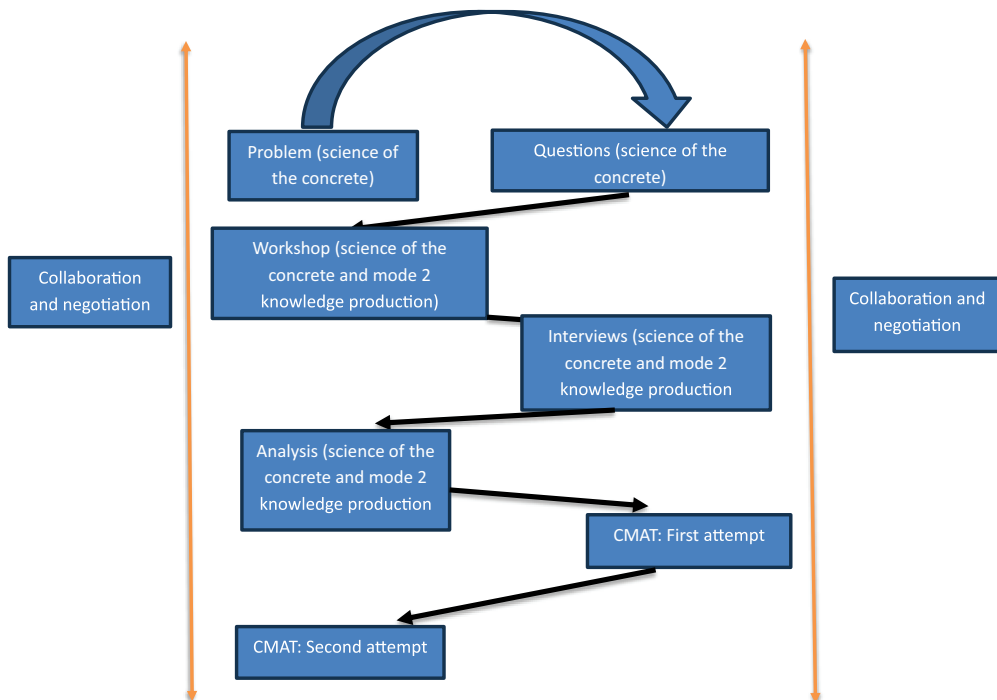 Problem (science of
the concrete)
Questions (science of the
concrete)
Workshop (science of the
concrete and mode 2
knowledge production)
Collaboration
and negotiation
Collaboration and
negotiation
Interviews (science of the
concrete and mode 2
knowledge production
Analysis (science of the
concrete and mode 2
knowledge production
CMAT: First attempt
CMAT: Second attempt